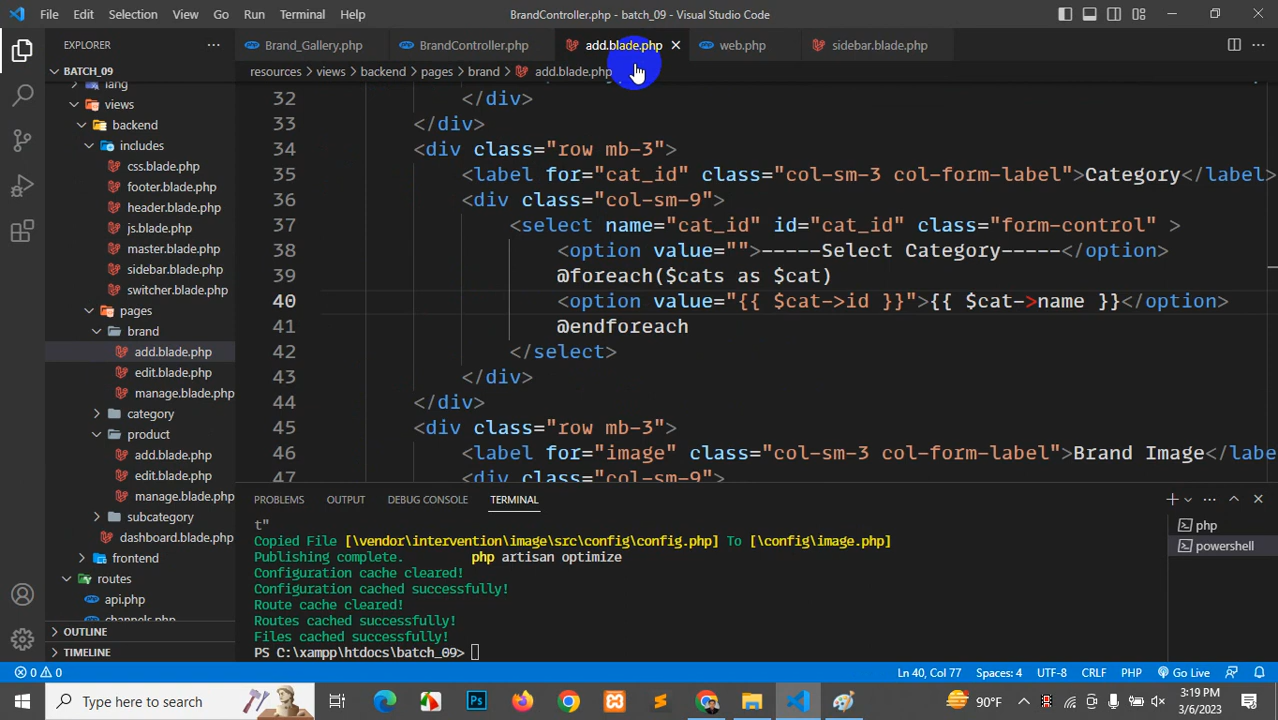 File Edit Selection View Go Run Terminal Help
BrandController.php - batch_09 - Visual Studio Code
EXPLORER
Brand_Gallery.php
BrandController.php
add.blade.php
web.php
sidebar.blade.php
resources > views > backend > pages > brand > add.blade.php
BATCH_09
lang
views
backend
includes
css.blade.php
footer.blade.php
header.blade.php
js.blade.php
master.blade.php
sidebar.blade.php
switcher.blade.php
pages
brand
add.blade.php
edit.blade.php
manage.blade.php
category
product
add.blade.php
edit.blade.php
manage.blade.php
subcategory
dashboard.blade.php
frontend
routes
api.php
channels.php
OUTLINE
TIMELINE
32 </div>
33 </div>
34 <div class="row mb-3">
35 <label for="cat_id" class="col-sm-3 col-form-label">Category</label>
36 <div class="col-sm-9">
37 <select name="cat_id" id="cat_id" class="form-control" >
38 <option value="">-----Select Category-----</option>
39 @foreach($cats as $cat)
40 <option value="{{ $cat->id }}">{{ $cat->name }}</option>
41 @endforeach
42 </select>
43 </div>
44 </div>
45 <div class="row mb-3">
46 <label for="image" class="col-sm-3 col-form-label">Brand Image</labe
47 <div class="col-sm-9">
PROBLEMS OUTPUT DEBUG CONSOLE TERMINAL
t"
Copied File [\vendor\intervention\image\src\config\config.php] To [\config\image.php]
Publishing complete. php artisan optimize
Configuration cache cleared!
Configuration cached successfully!
Route cache cleared!
Routes cached successfully!
Files cached successfully!
PS C:\xampp\htdocs\batch_09>
php
powershell
0 0
Ln 40, Col 77 Spaces: 4 UTF-8 CRLF PHP Go Live
Type here to search
90°F
3:19 PM
3/6/2023